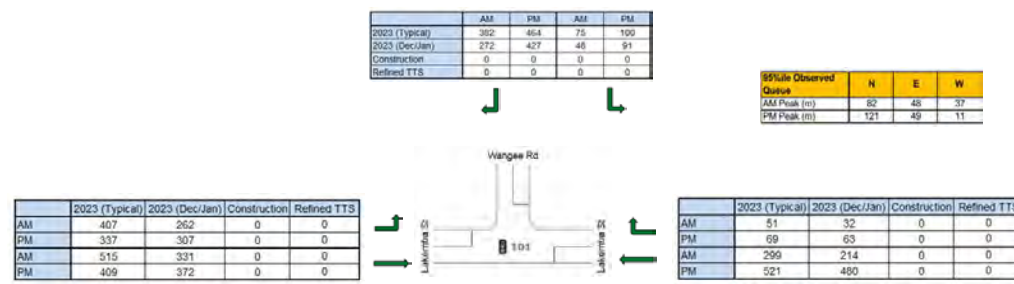 AM PM AM PM
2023 (Typical) 382 464 75 100
2023 (Dec/Jan) 272 427 46 91
Construction 0 0 0 0
Refined TTS 0 0 0 0
95%ile Observed Queue N E W
AM Peak (m) 82 48 37
PM Peak (m) 121 49 11
Wangee Rd
2023 (Typical) 2023 (Dec/Jan) Construction Refined TTS
AM 407 262 0 0
PM 337 307 0 0
AM 515 331 0 0
PM 409 372 0 0
Lakemba St
101
Lakemba St
2023 (Typical) 2023 (Dec/Jan) Construction Refined TTS
AM 51 32 0 0
PM 69 63 0 0
AM 299 214 0 0
PM 521 480 0 0